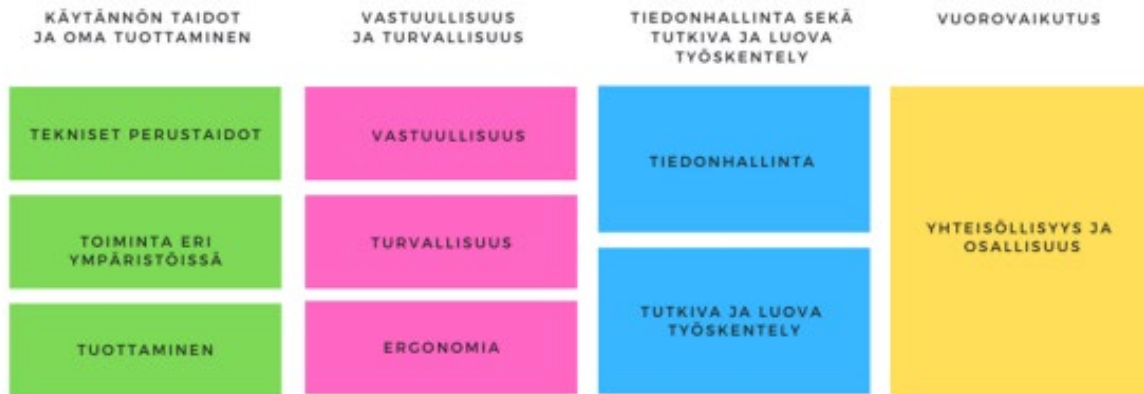 KÄYTÄNNÖN TAIDOT
JA OMA TUOTTAMINEN
VASTUULLISUUS
JA TURVALLISUUS
TIEDONHALLINTA SEKÄ
TUTKIVA JA LUOVA
TYÖSKENTELY
VUOROVAIKUTUS
TEKNISET PERUSTAIDOT
TOIMINTA ERI
YMPÄRISTÖISSÄ
TUOTTAMINEN
VASTUULLISUUS
TURVALLISUUS
ERGONOMIA
TIEDONHALLINTA
TUTKIVA JA LUOVA
TYÖSKENTELY
YHTEISÖLLISYYS JA
OSALLISUUS